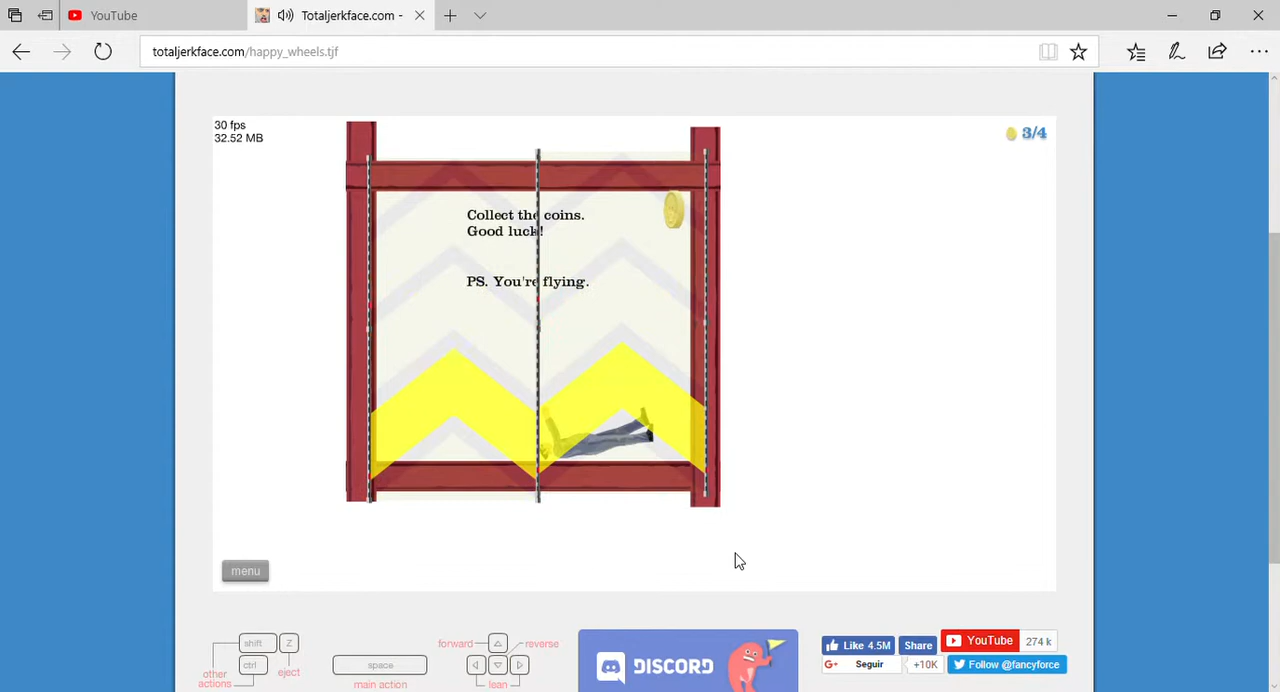 YouTube
Totaljerkface.com -
totaljerkface.com/happy_wheels.tjf
30 fps
32.52 MB
3/4
Collect the coins.
Good luck!
PS. You're flying.
menu
shift
Z
ctrl
eject
other
actions
space
main action
forward
reverse
lean
DISCORD
Like 4.5M
Share
YouTube
274 k
G+
Seguir
+10K
Follow @fancyforce